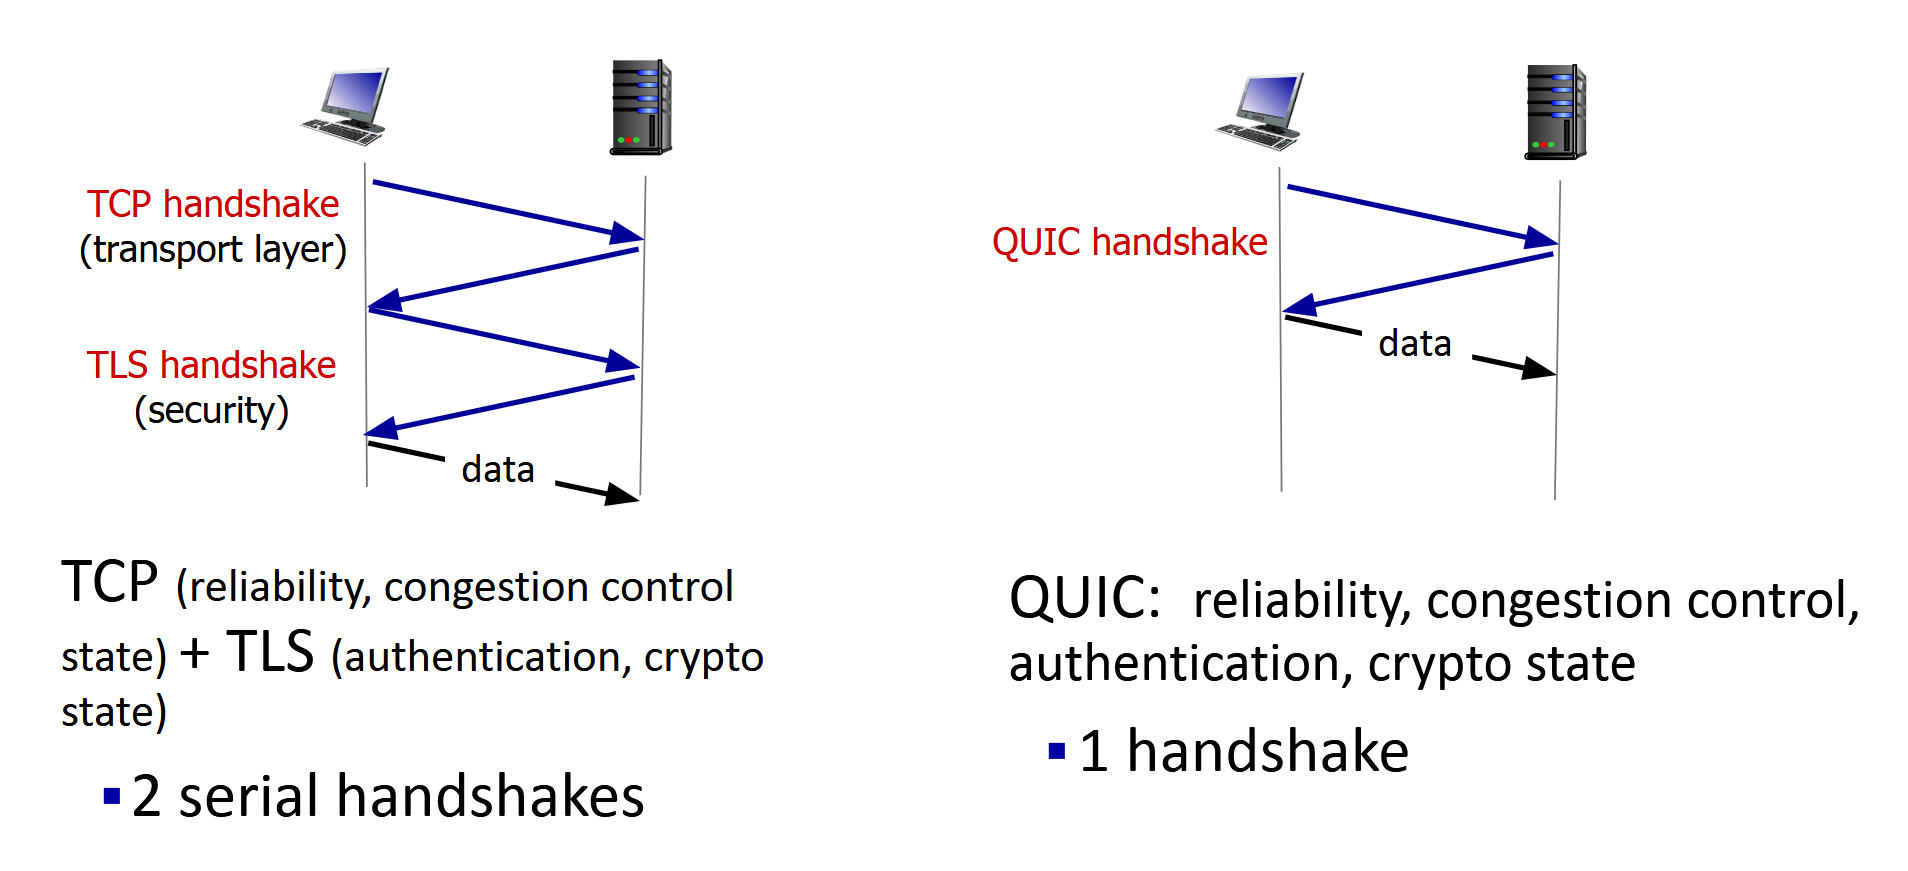 TCP handshake
(transport layer)
TLS handshake
(security)
data
TCP (reliability, congestion control
state) + TLS (authentication, crypto
state)
▪ 2 serial handshakes
QUIC handshake
data
QUIC: reliability, congestion control,
authentication, crypto state
▪ 1 handshake